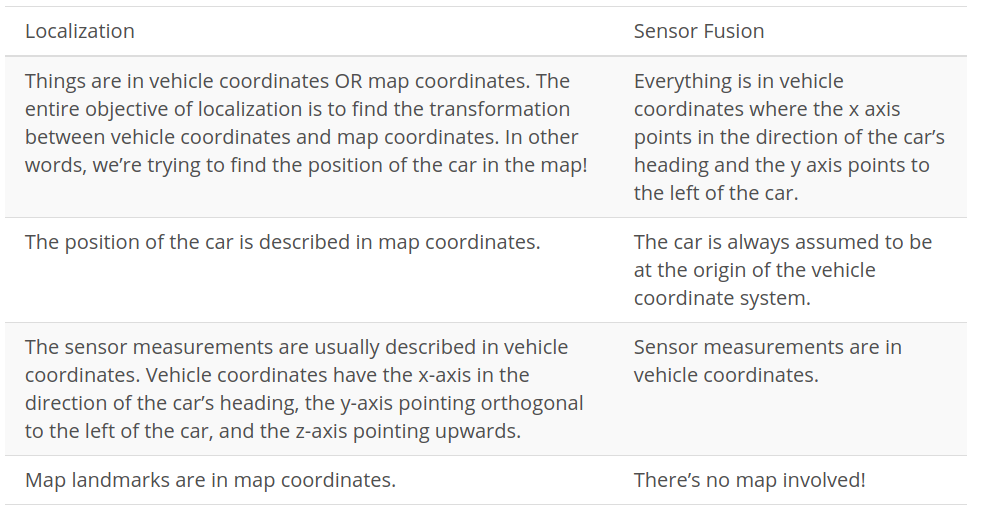 Localization
Sensor Fusion
Things are in vehicle coordinates OR map coordinates. The
entire objective of localization is to find the transformation
between vehicle coordinates and map coordinates. In other
words, we’re trying to find the position of the car in the map!
Everything is in vehicle
coordinates where the x axis
points in the direction of the car’s
heading and the y axis points to
the left of the car.
The position of the car is described in map coordinates.
The car is always assumed to be
at the origin of the vehicle
coordinate system.
The sensor measurements are usually described in vehicle
coordinates. Vehicle coordinates have the x-axis in the
direction of the car’s heading, the y-axis pointing orthogonal
to the left of the car, and the z-axis pointing upwards.
Sensor measurements are in
vehicle coordinates.
Map landmarks are in map coordinates.
There’s no map involved!